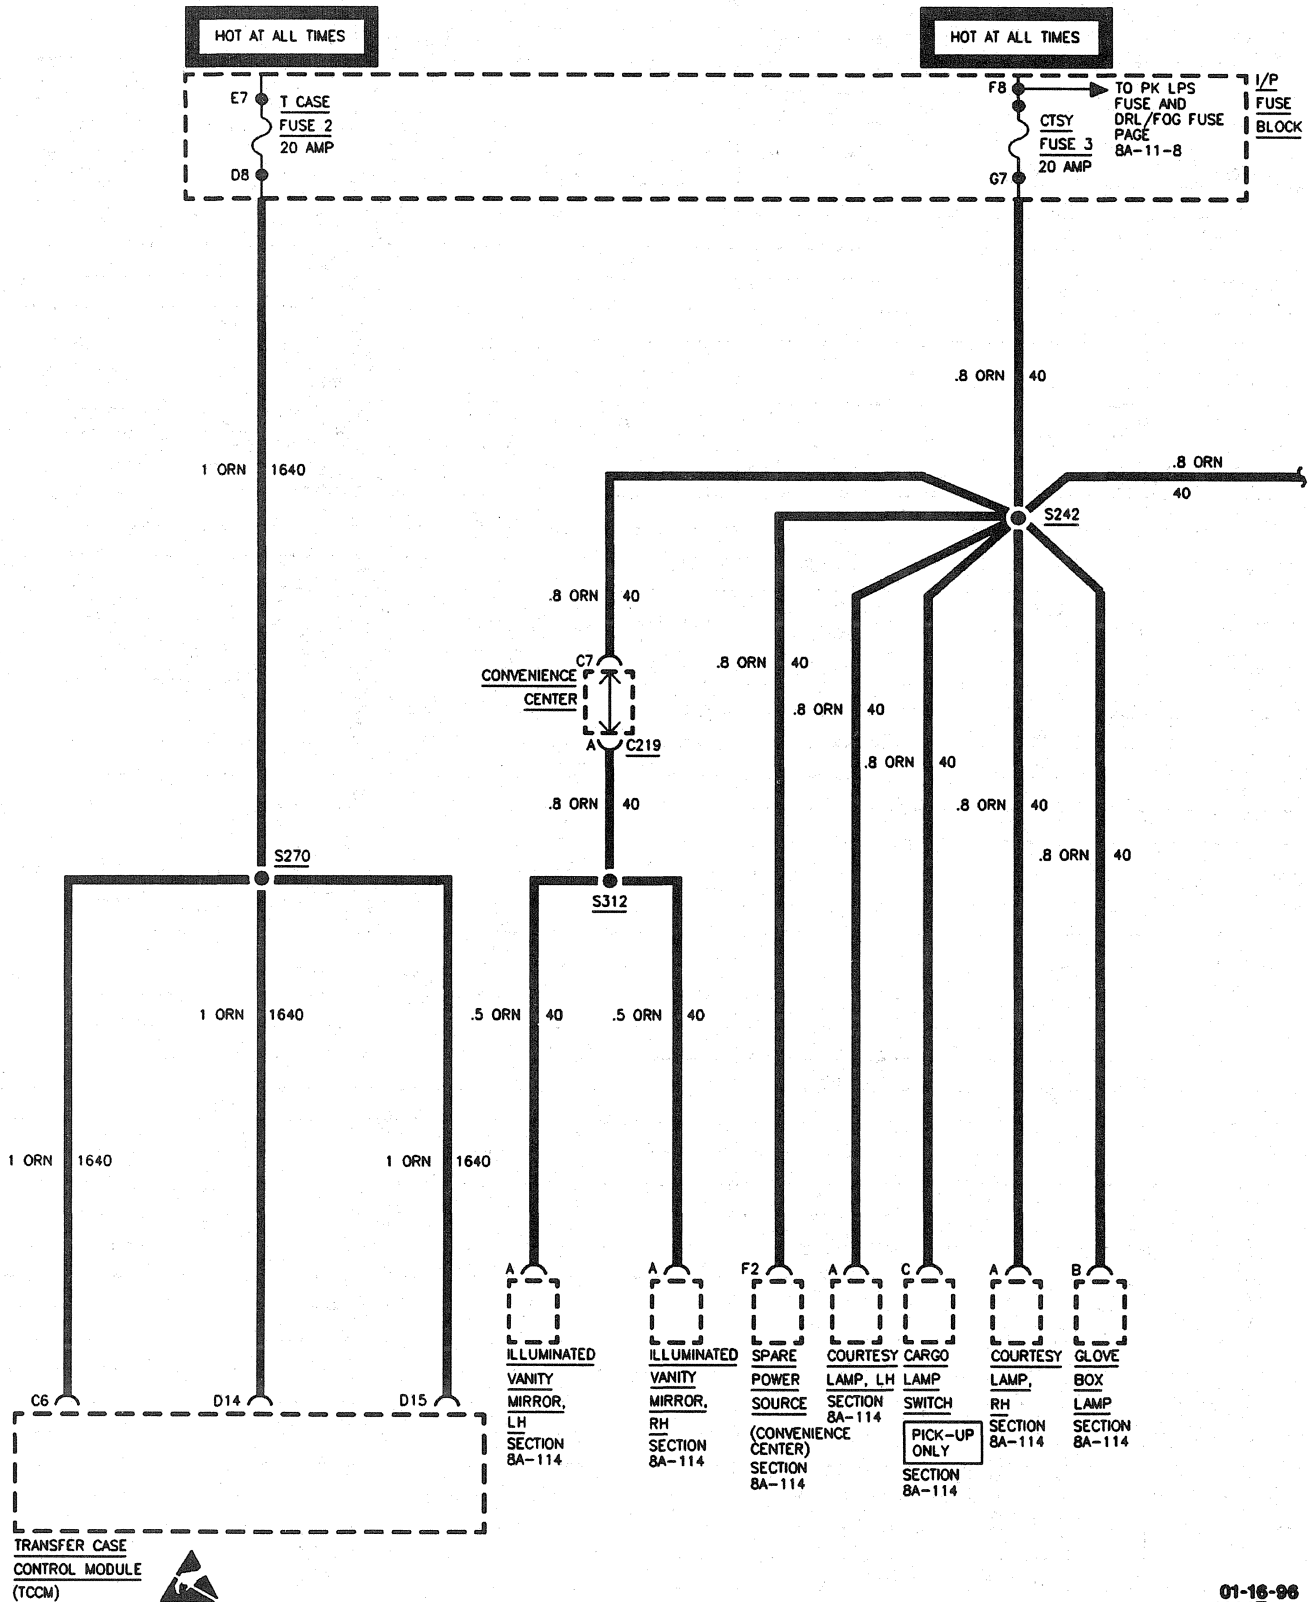 HOT AT ALL TIMES
HOT AT ALL TIMES
E7
T CASE
FUSE 2
20 AMP
D8
F8
TO PK LPS
FUSE AND
DRL/FOG FUSE
PAGE
8A-11-8
CTSY
FUSE 3
20 AMP
G7
I/P
FUSE
BLOCK
.8 ORN 40
1 ORN 1640
.8 ORN
40
S242
.8 ORN 40
C7
CONVENIENCE
CENTER
A C219
.8 ORN 40
.8 ORN 40
.8 ORN 40
.8 ORN 40
.8 ORN 40
.8 ORN 40
S270
S312
1 ORN 1640
.5 ORN 40
.5 ORN 40
1 ORN 1640
1 ORN 1640
A
ILLUMINATED
VANITY
MIRROR,
LH
SECTION
8A-114
A
ILLUMINATED
VANITY
MIRROR,
RH
SECTION
8A-114
F2
SPARE
POWER
SOURCE
(CONVENIENCE
CENTER)
SECTION
8A-114
A
COURTESY
LAMP, LH
SECTION
8A-114
C
CARGO
LAMP
SWITCH
PICK-UP
ONLY
SECTION
8A-114
A
COURTESY
LAMP,
RH
SECTION
8A-114
B
GLOVE
BOX
LAMP
SECTION
8A-114
C6
D14
D15
TRANSFER CASE
CONTROL MODULE
(TCCM)
01-16-96